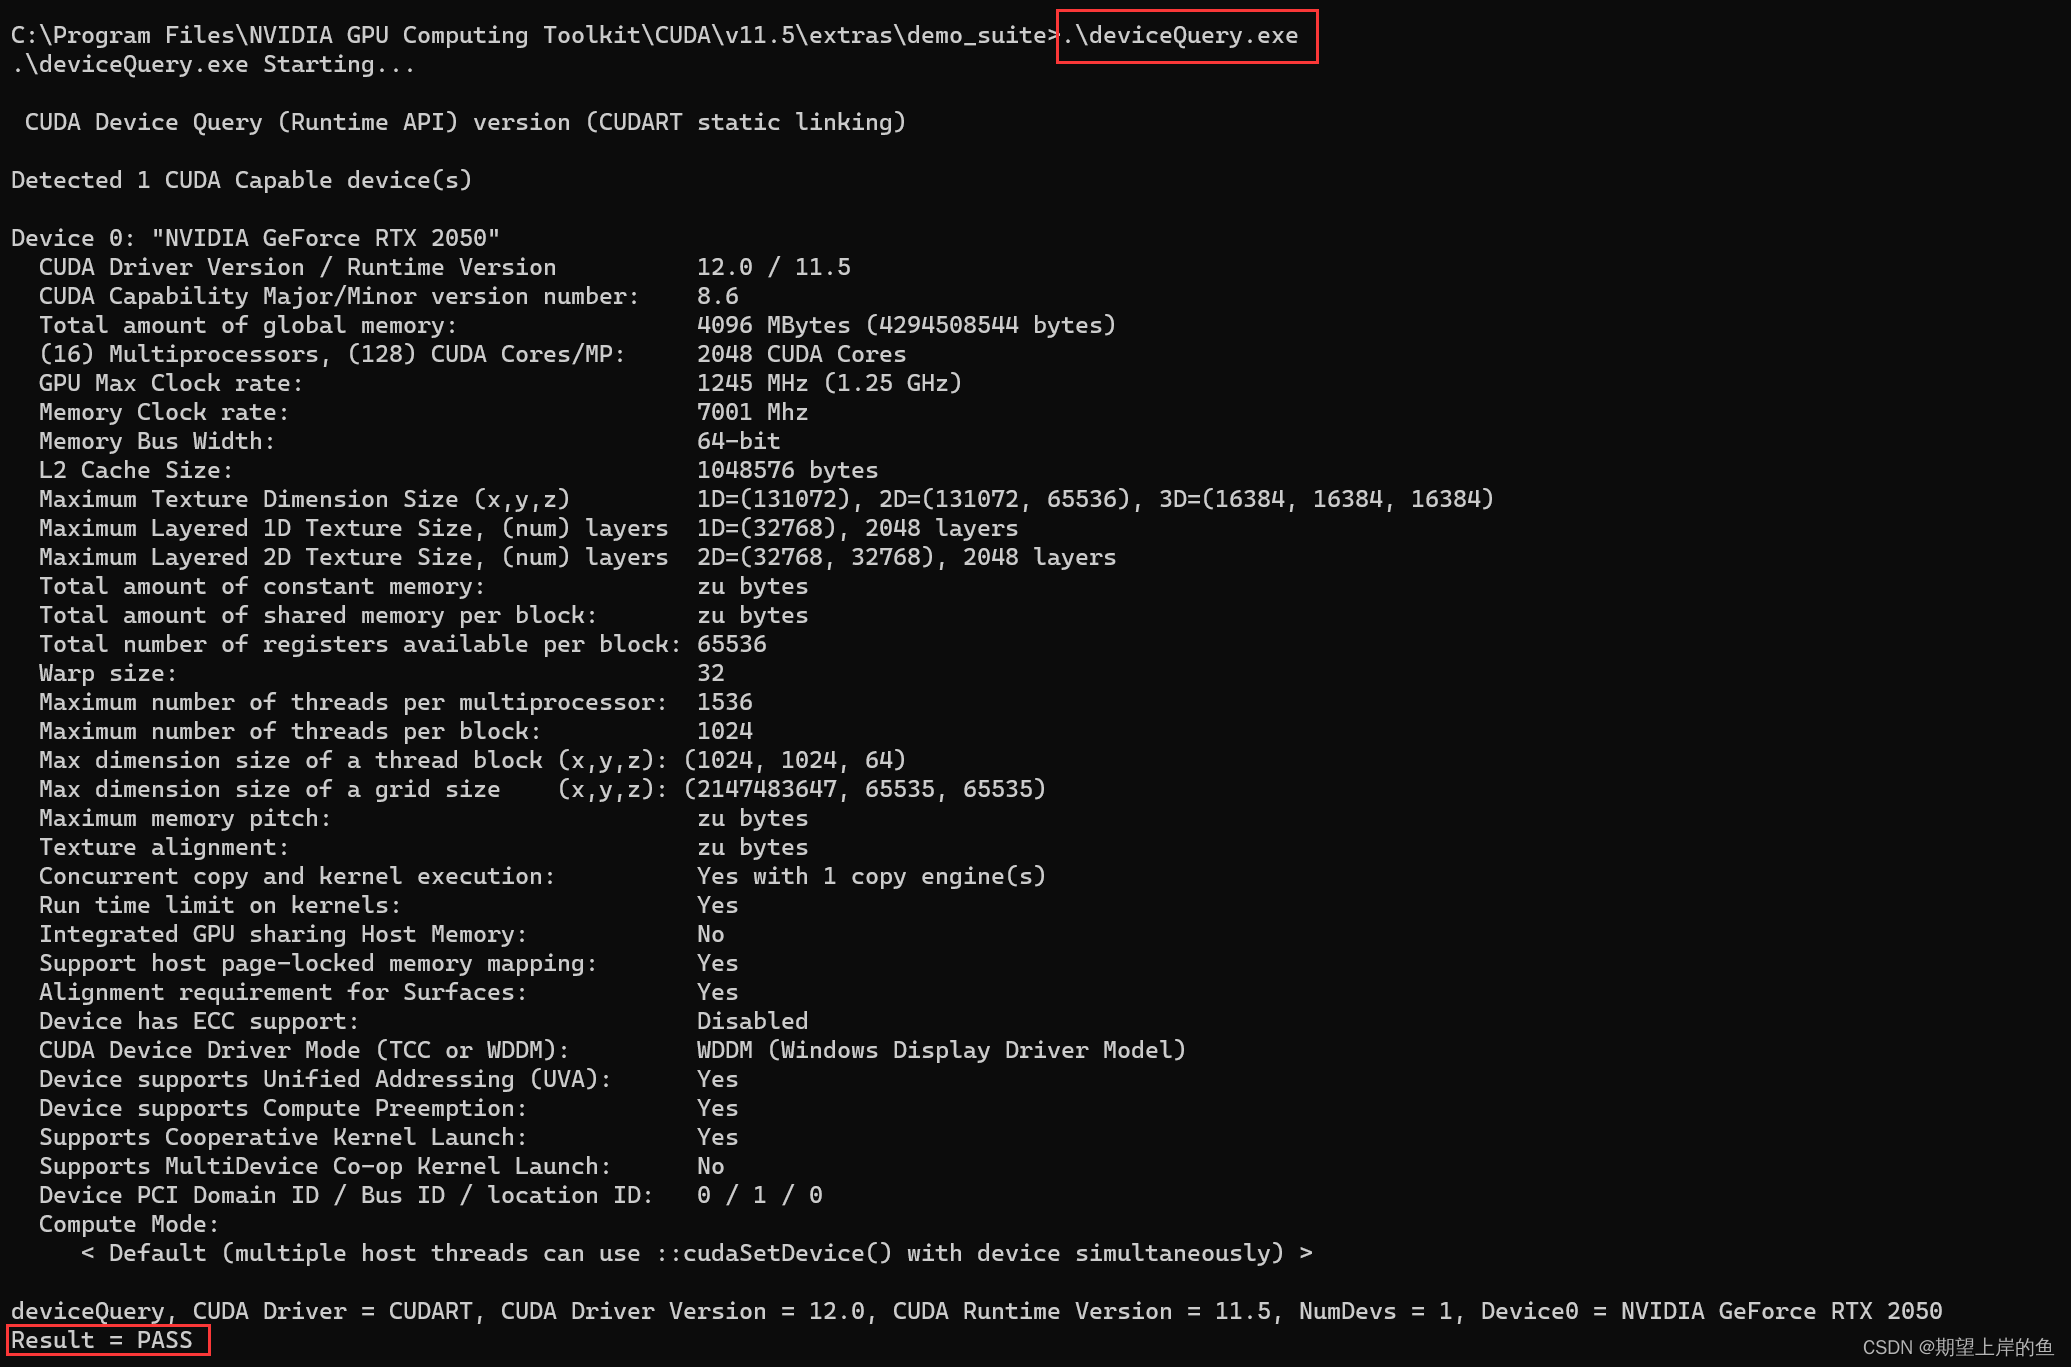 C:\Program Files\NVIDIA GPU Computing Toolkit\CUDA\v11.5\extras\demo_suite>.\deviceQuery.exe
.\deviceQuery.exe Starting...
CUDA Device Query (Runtime API) version (CUDART static linking)
Detected 1 CUDA Capable device(s)
Device 0: "NVIDIA GeForce RTX 2050"
CUDA Driver Version / Runtime Version 12.0 / 11.5
CUDA Capability Major/Minor version number: 8.6
Total amount of global memory: 4096 MBytes (4294508544 bytes)
(16) Multiprocessors, (128) CUDA Cores/MP: 2048 CUDA Cores
GPU Max Clock rate: 1245 MHz (1.25 GHz)
Memory Clock rate: 7001 Mhz
Memory Bus Width: 64-bit
L2 Cache Size: 1048576 bytes
Maximum Texture Dimension Size (x,y,z) 1D=(131072), 2D=(131072, 65536), 3D=(16384, 16384, 16384)
Maximum Layered 1D Texture Size, (num) layers 1D=(32768), 2048 layers
Maximum Layered 2D Texture Size, (num) layers 2D=(32768, 32768), 2048 layers
Total amount of constant memory: zu bytes
Total amount of shared memory per block: zu bytes
Total number of registers available per block: 65536
Warp size: 32
Maximum number of threads per multiprocessor: 1536
Maximum number of threads per block: 1024
Max dimension size of a thread block (x,y,z): (1024, 1024, 64)
Max dimension size of a grid size (x,y,z): (2147483647, 65535, 65535)
Maximum memory pitch: zu bytes
Texture alignment: zu bytes
Concurrent copy and kernel execution: Yes with 1 copy engine(s)
Run time limit on kernels: Yes
Integrated GPU sharing Host Memory: No
Support host page-locked memory mapping: Yes
Alignment requirement for Surfaces: Yes
Device has ECC support: Disabled
CUDA Device Driver Mode (TCC or WDDM): WDDM (Windows Display Driver Model)
Device supports Unified Addressing (UVA): Yes
Device supports Compute Preemption: Yes
Supports Cooperative Kernel Launch: Yes
Supports MultiDevice Co-op Kernel Launch: No
Device PCI Domain ID / Bus ID / location ID: 0 / 1 / 0
Compute Mode:
< Default (multiple host threads can use ::cudaSetDevice() with device simultaneously) >
deviceQuery, CUDA Driver = CUDART, CUDA Driver Version = 12.0, CUDA Runtime Version = 11.5, NumDevs = 1, Device0 = NVIDIA GeForce RTX 2050
Result = PASS
CSDN @期望上岸的鱼